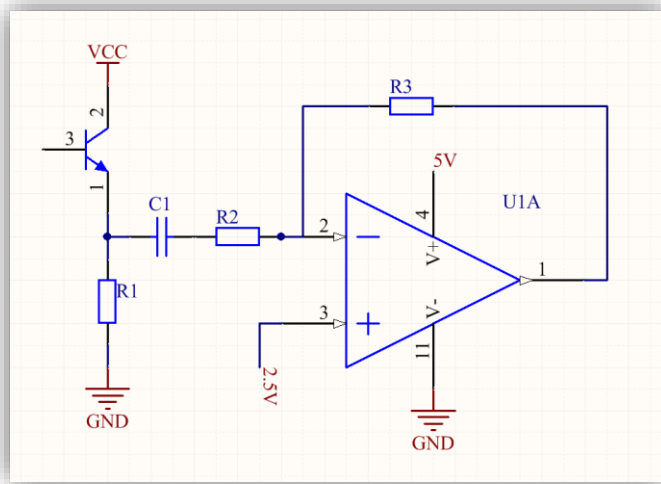 VCC
2
3
1
C1
R2
R1
GND
R3
5V
U1A
4
V+
2
−
1
3
+
V-
11
2.5V
GND